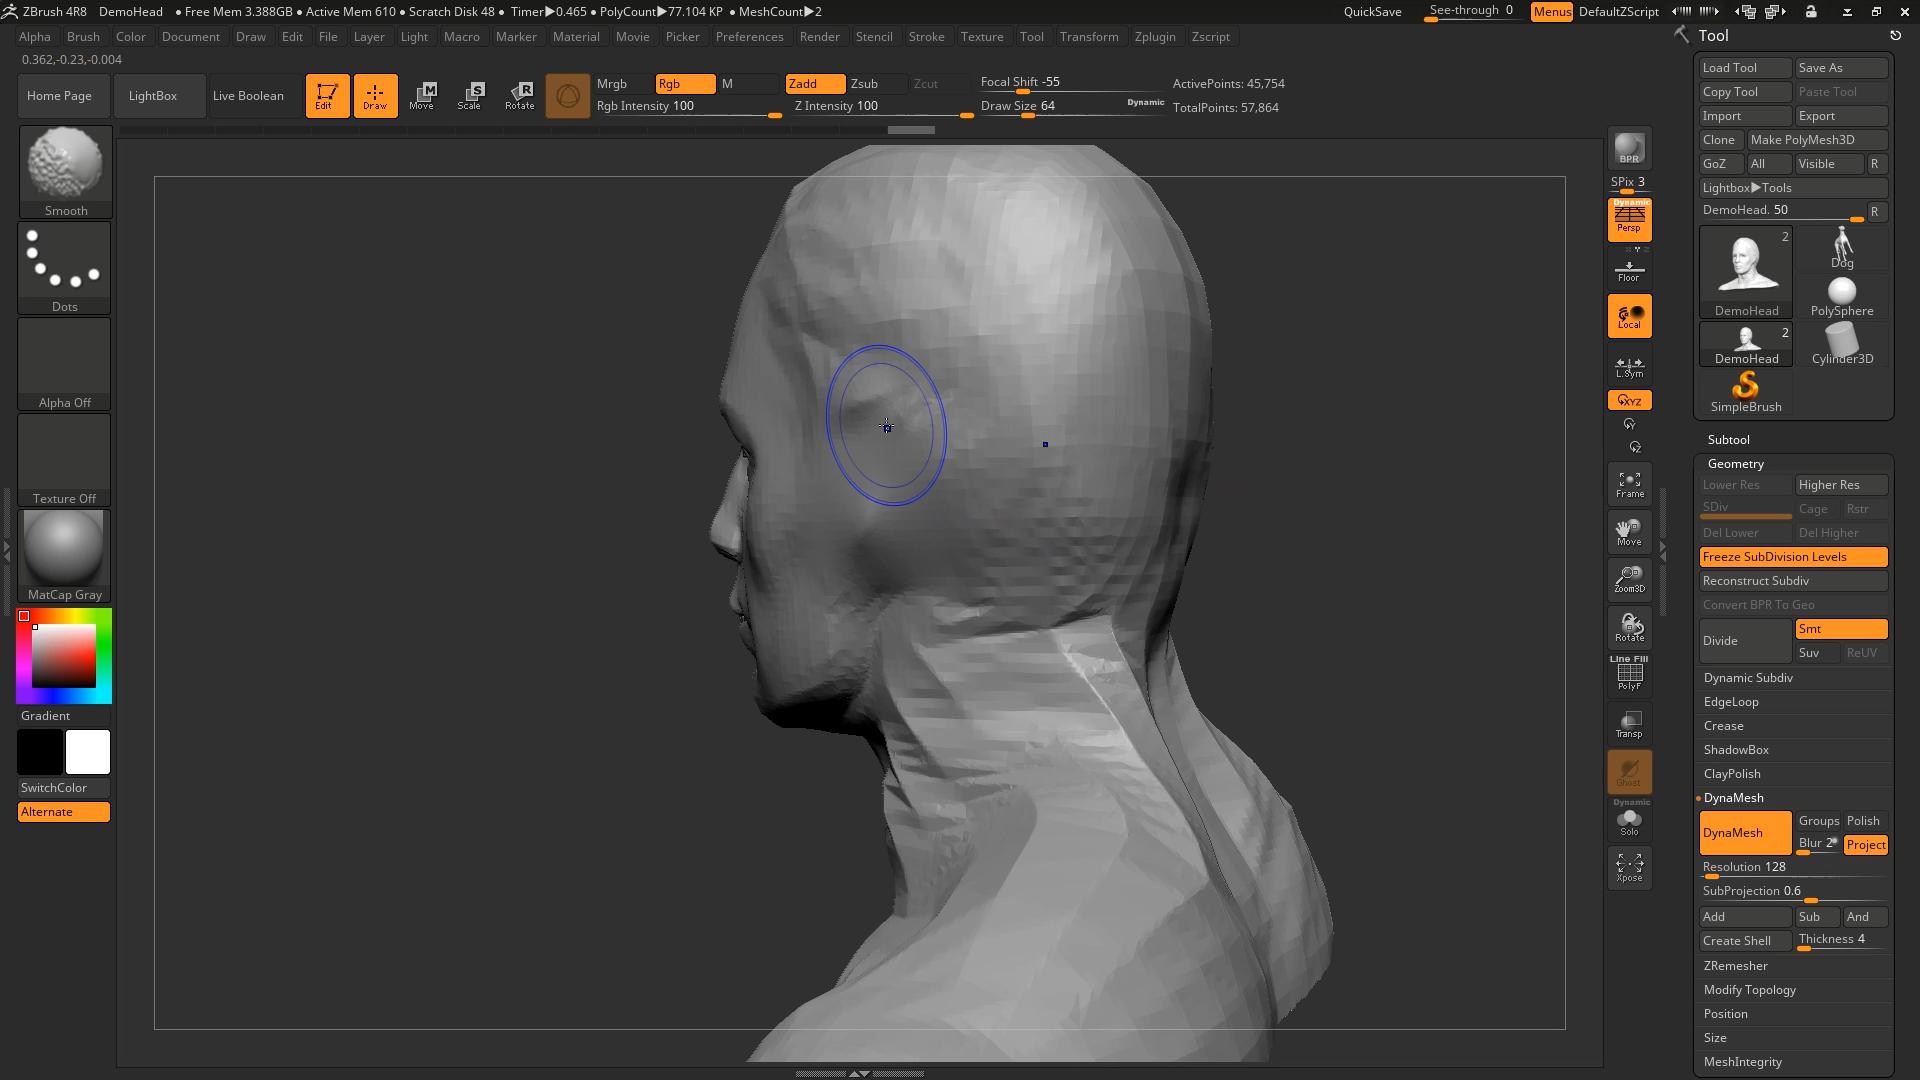 ZBrush 4R8 DemoHead • Free Mem 3.388GB • Active Mem 610 • Scratch Disk 48 • Timer▶0.465 • PolyCount▶77.104 KP • MeshCount▶2 QuickSave See-through 0 Menus DefaultZScript
Alpha Brush Color Document Draw Edit File Layer Light Macro Marker Material Movie Picker Preferences Render Stencil Stroke Texture Tool Transform Zplugin Zscript
0.362,-0.23,-0.004
Home Page LightBox Live Boolean Edit Draw Move Scale Rotate
Mrgb Rgb M Zadd Zsub Zcut Focal Shift -55 ActivePoints: 45,754
Rgb Intensity 100 Z Intensity 100 Draw Size 64 Dynamic TotalPoints: 57,864
Smooth
Dots
Alpha Off
Texture Off
MatCap Gray
Gradient
SwitchColor
Alternate
BPR
SPix 3
Dynamic
Persp
Floor
Local
L.Sym
XYZ
Y
Z
Frame
Move
Zoom3D
Rotate
Line Fill
PolyF
Transp
Ghost
Dynamic
Solo
Xpose
Tool
Load Tool Save As
Copy Tool Paste Tool
Import Export
Clone Make PolyMesh3D
GoZ All Visible R
Lightbox▶Tools
DemoHead. 50 R
2
DemoHead Dog
PolySphere
2
DemoHead Cylinder3D
SimpleBrush
Subtool
Geometry
Lower Res Higher Res
SDiv Cage Rstr
Del Lower Del Higher
Freeze SubDivision Levels
Reconstruct Subdiv
Convert BPR To Geo
Divide Smt
Suv ReUV
Dynamic Subdiv
EdgeLoop
Crease
ShadowBox
ClayPolish
DynaMesh
DynaMesh Groups Polish
Blur 2 Project
Resolution 128
SubProjection 0.6
Add Sub And
Create Shell Thickness 4
ZRemesher
Modify Topology
Position
Size
MeshIntegrity